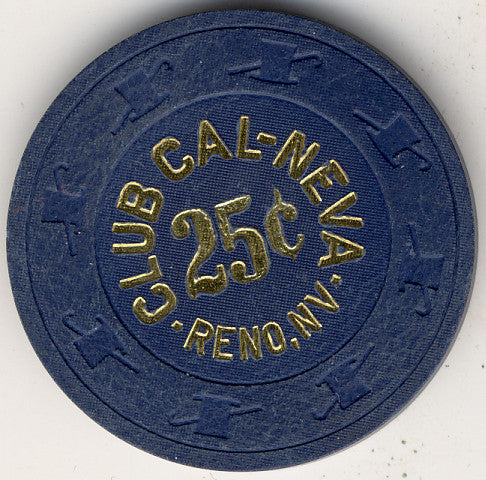 CLUB CAL-NEVA
25¢
· RENO, NV. ·